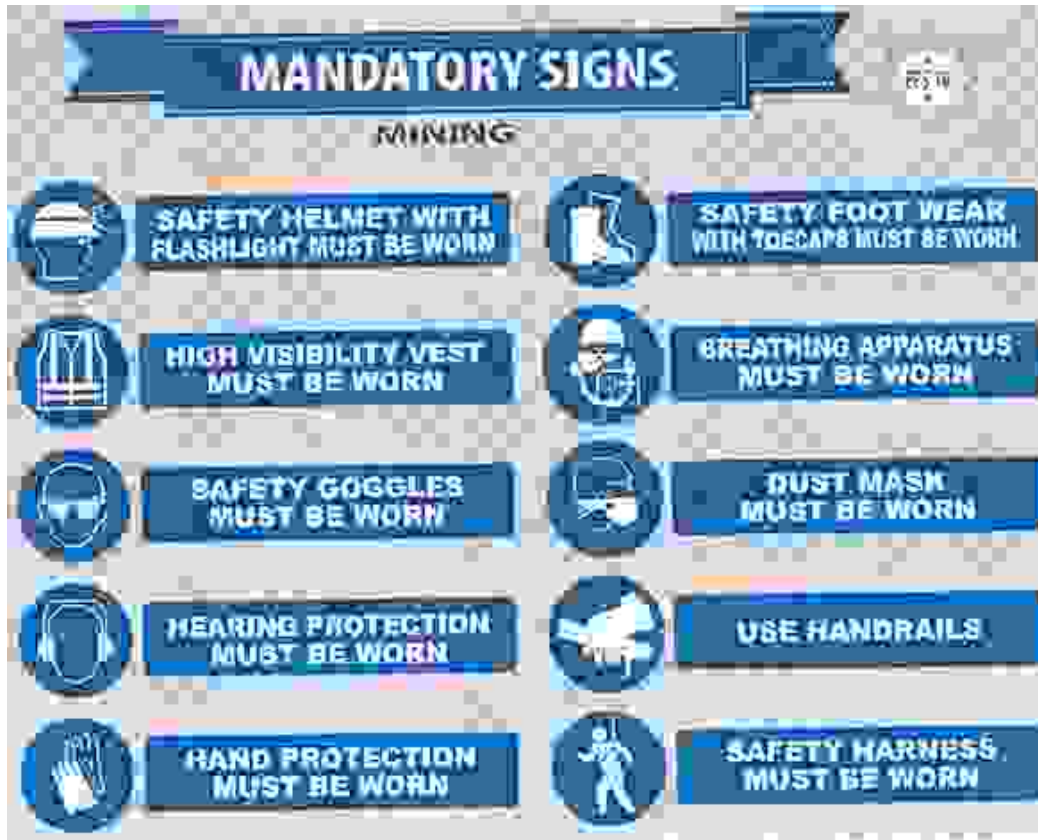 MANDATORY SIGNS
MINING
SAFETY HELMET WITH
FLASHLIGHT MUST BE WORN
SAFETY FOOT WEAR
WITH TOECAPS MUST BE WORN
HIGH VISIBILITY VEST
MUST BE WORN
BREATHING APPARATUS
MUST BE WORN
SAFETY GOGGLES
MUST BE WORN
DUST MASK
MUST BE WORN
HEARING PROTECTION
MUST BE WORN
USE HANDRAILS
HAND PROTECTION
MUST BE WORN
SAFETY HARNESS
MUST BE WORN